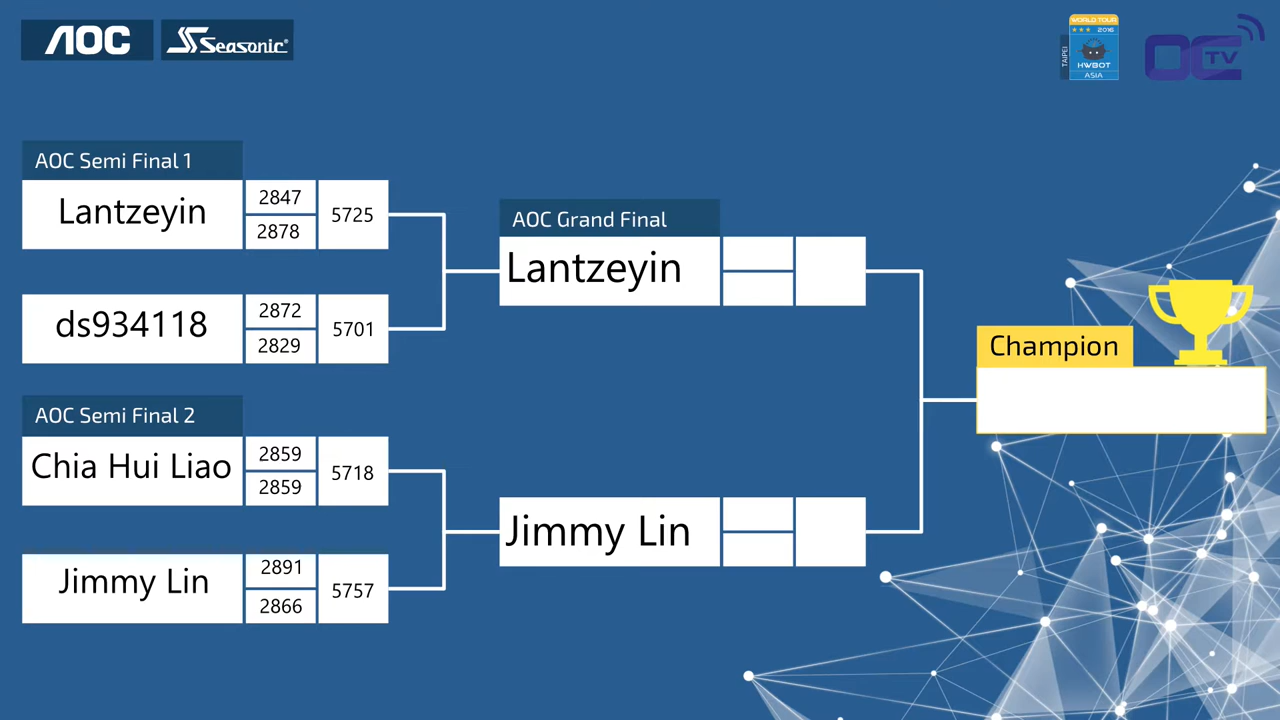 AOC
Seasonic
WORLD TOUR
2016
TAIPEI
HWBOT
ASIA
OC TV
AOC Semi Final 1
Lantzeyin
2847
2878
5725
ds934118
2872
2829
5701
AOC Semi Final 2
Chia Hui Liao
2859
2859
5718
Jimmy Lin
2891
2866
5757
AOC Grand Final
Lantzeyin
Jimmy Lin
Champion